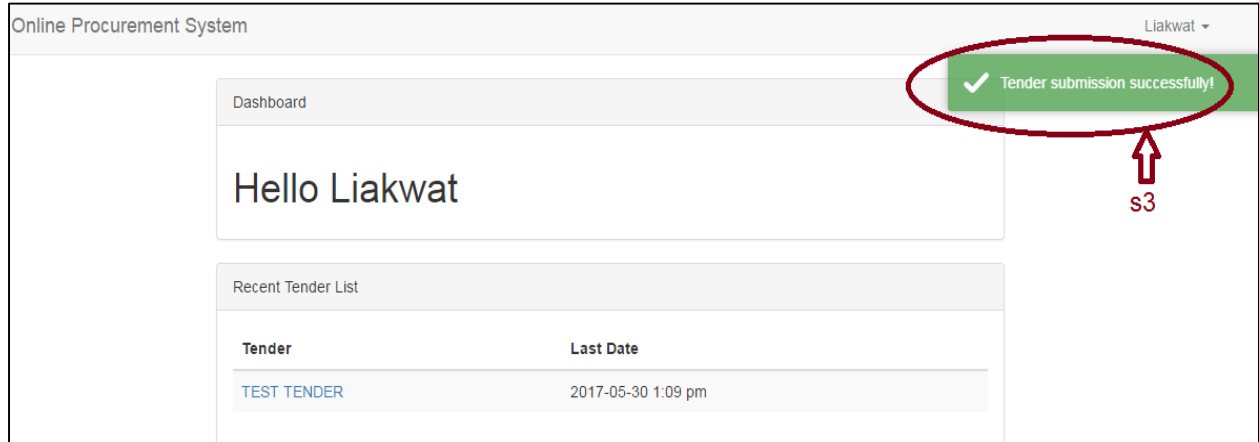 Online Procurement System
Liakwat
Tender submission successfully!
s3
Dashboard
Hello Liakwat
Recent Tender List
Tender Last Date
TEST TENDER 2017-05-30 1:09 pm